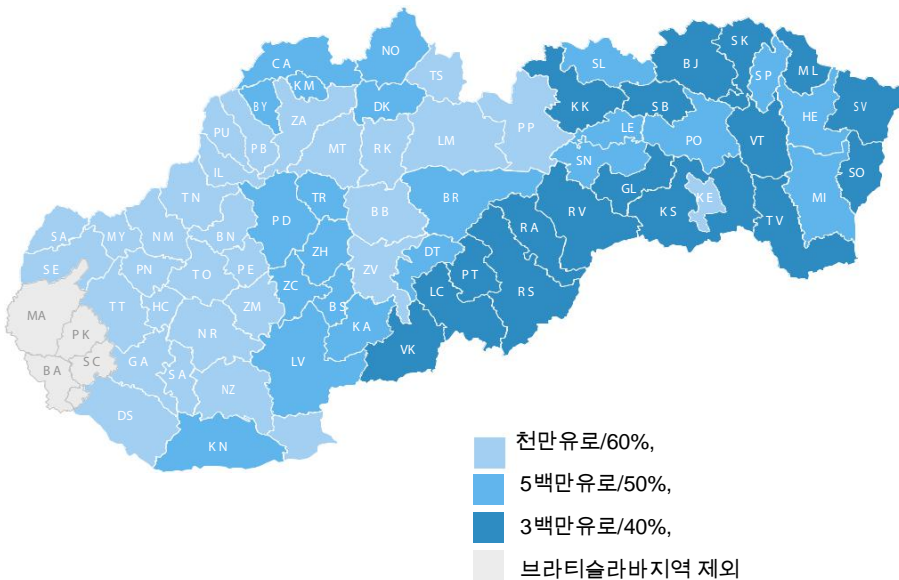 NO
CA
TS
KM
BY
DK
ZA
PU
PB
MT
RK
LM
PP
IL
TN
SL
BJ
SK
SP
ML
KK
SB
HE
SV
LE
PO
VT
SN
SO
GL
KE
MI
KS
TV
RV
BR
BB
TR
PD
ZH
RA
DT
ZV
PT
RS
LC
VK
SA
MY
NM
BN
SE
PN
TO
PE
ZC
BS
KA
MA
TT
HC
ZM
PK
NR
LV
SC
GA
BA
SA
NZ
DS
KN
천만유로/60%,
5백만유로/50%,
3백만유로/40%,
브라티슬라바지역 제외